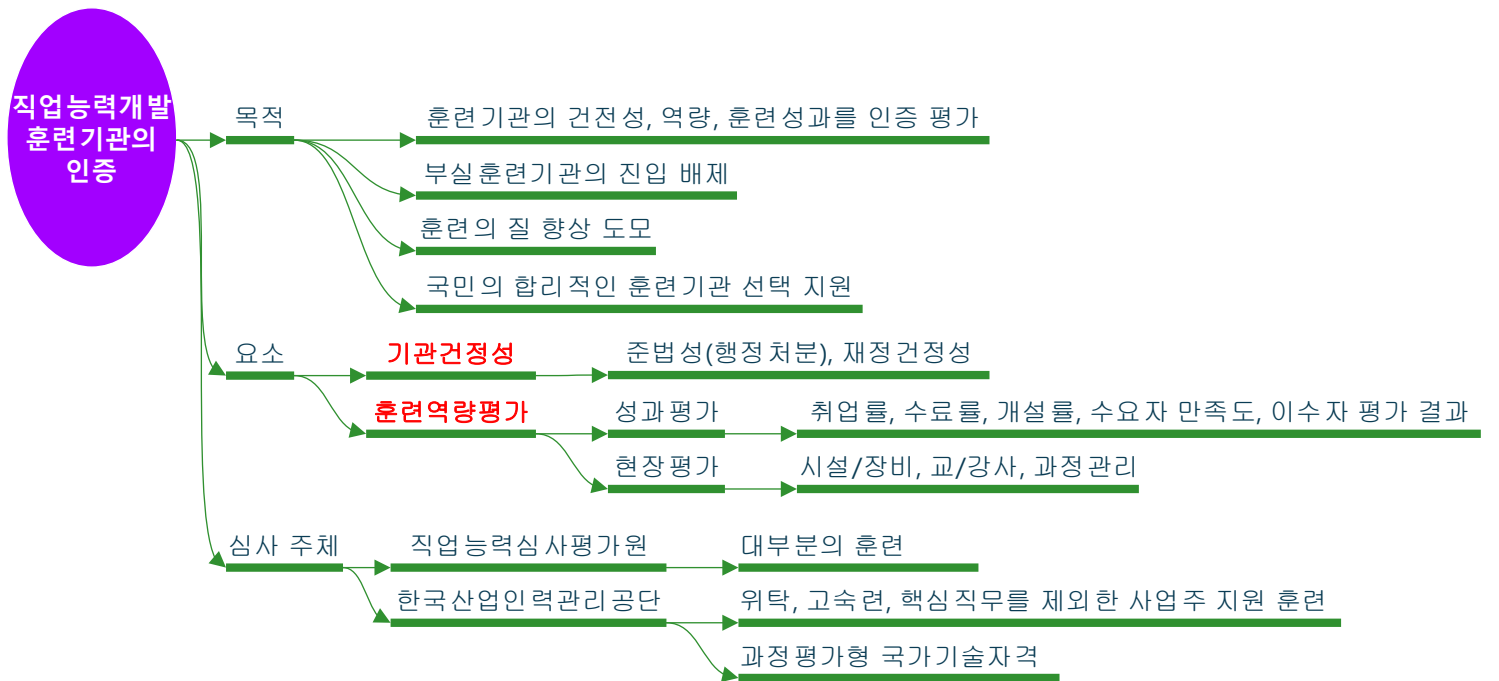 직업능력개발
훈련기관의
인증
목적
훈련기관의 건전성, 역량, 훈련성과를 인증 평가
부실훈련기관의 진입 배제
훈련의 질 향상 도모
국민의 합리적인 훈련기관 선택 지원
요소
기관건정성
준법성(행정처분), 재정건정성
훈련역량평가
성과평가
취업률, 수료률, 개설률, 수요자 만족도, 이수자 평가 결과
현장평가
시설/장비, 교/강사, 과정관리
심사 주체
직업능력심사평가원
대부분의 훈련
한국산업인력관리공단
위탁, 고숙련, 핵심직무를 제외한 사업주 지원 훈련
과정평가형 국가기술자격